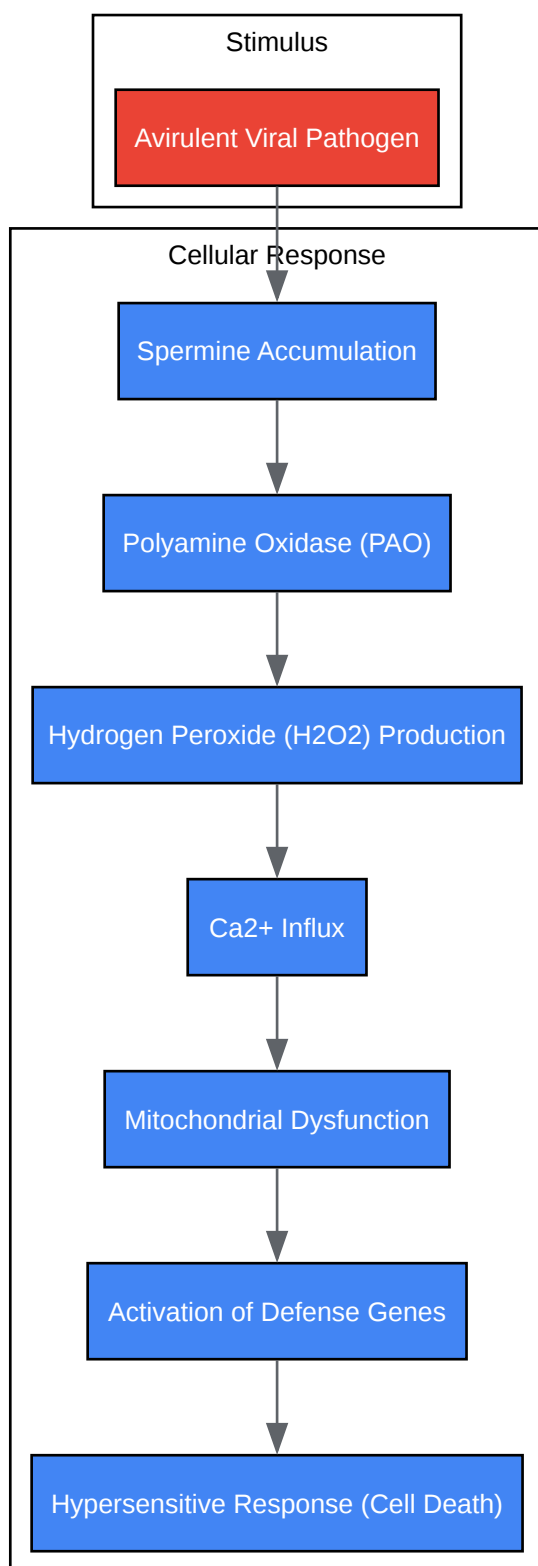 Stimulus
Avirulent Viral Pathogen
Cellular Response
Spermine Accumulation
Polyamine Oxidase (PAO)
Hydrogen Peroxide (H2O2) Production
Ca2+ Influx
Mitochondrial Dysfunction
Activation of Defense Genes
Hypersensitive Response (Cell Death)